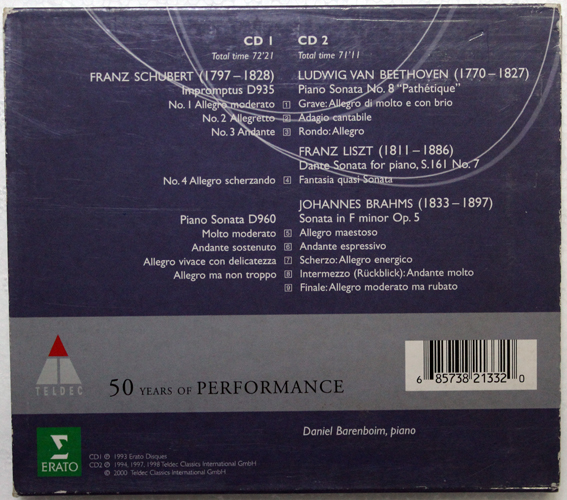 CD 1
Total time 72'21
FRANZ SCHUBERT (1797–1828)
Impromptus D935
No. 1 Allegro moderato 1
No. 2 Allegretto 2
No. 3 Andante 3
No. 4 Allegro scherzando 4
Piano Sonata D960
Molto moderato 5
Andante sostenuto 6
Allegro vivace con delicatezza 7
Allegro ma non troppo 8
9
CD 2
Total time 71'11
LUDWIG VAN BEETHOVEN (1770–1827)
Piano Sonata No. 8 "Pathétique"
Grave: Allegro di molto e con brio
Adagio cantabile
Rondo: Allegro
FRANZ LISZT (1811–1886)
Dante Sonata for piano, S.161 No. 7
Fantasia quasi Sonata
JOHANNES BRAHMS (1833–1897)
Sonata in F minor Op. 5
Allegro maestoso
Andante espressivo
Scherzo: Allegro energico
Intermezzo (Rückblick): Andante molto
Finale: Allegro moderato ma rubato
TELDEC
50 YEARS OF PERFORMANCE
6 85738 21332 0
Daniel Barenboim, piano
ERATO
CD1 ℗ 1993 Erato Disques
CD2 ℗ 1994, 1997, 1998 Teldec Classics International GmbH
© 2000 Teldec Classics International GmbH